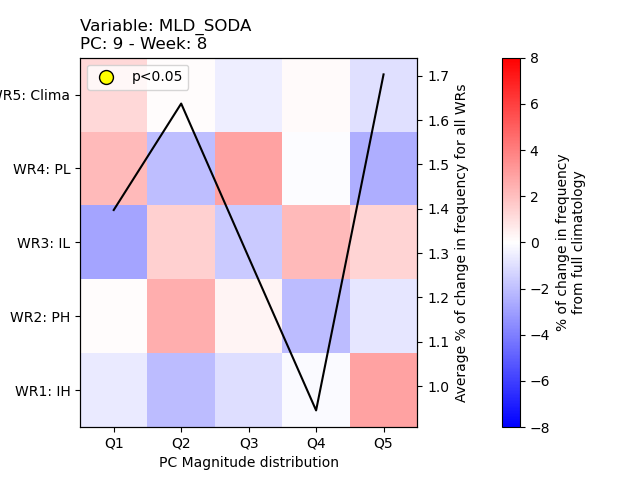 Variable: MLD_SODA
PC: 9 - Week: 8
p<0.05
WR5: Clima
WR4: PL
WR3: IL
WR2: PH
WR1: IH
Q1 Q2 Q3 Q4 Q5
PC Magnitude distribution
1.7
1.6
1.5
1.4
1.3
1.2
1.1
1.0
Average % of change in frequency for all WRs
8
6
4
2
0
−2
−4
−6
−8
% of change in frequency
from full climatology